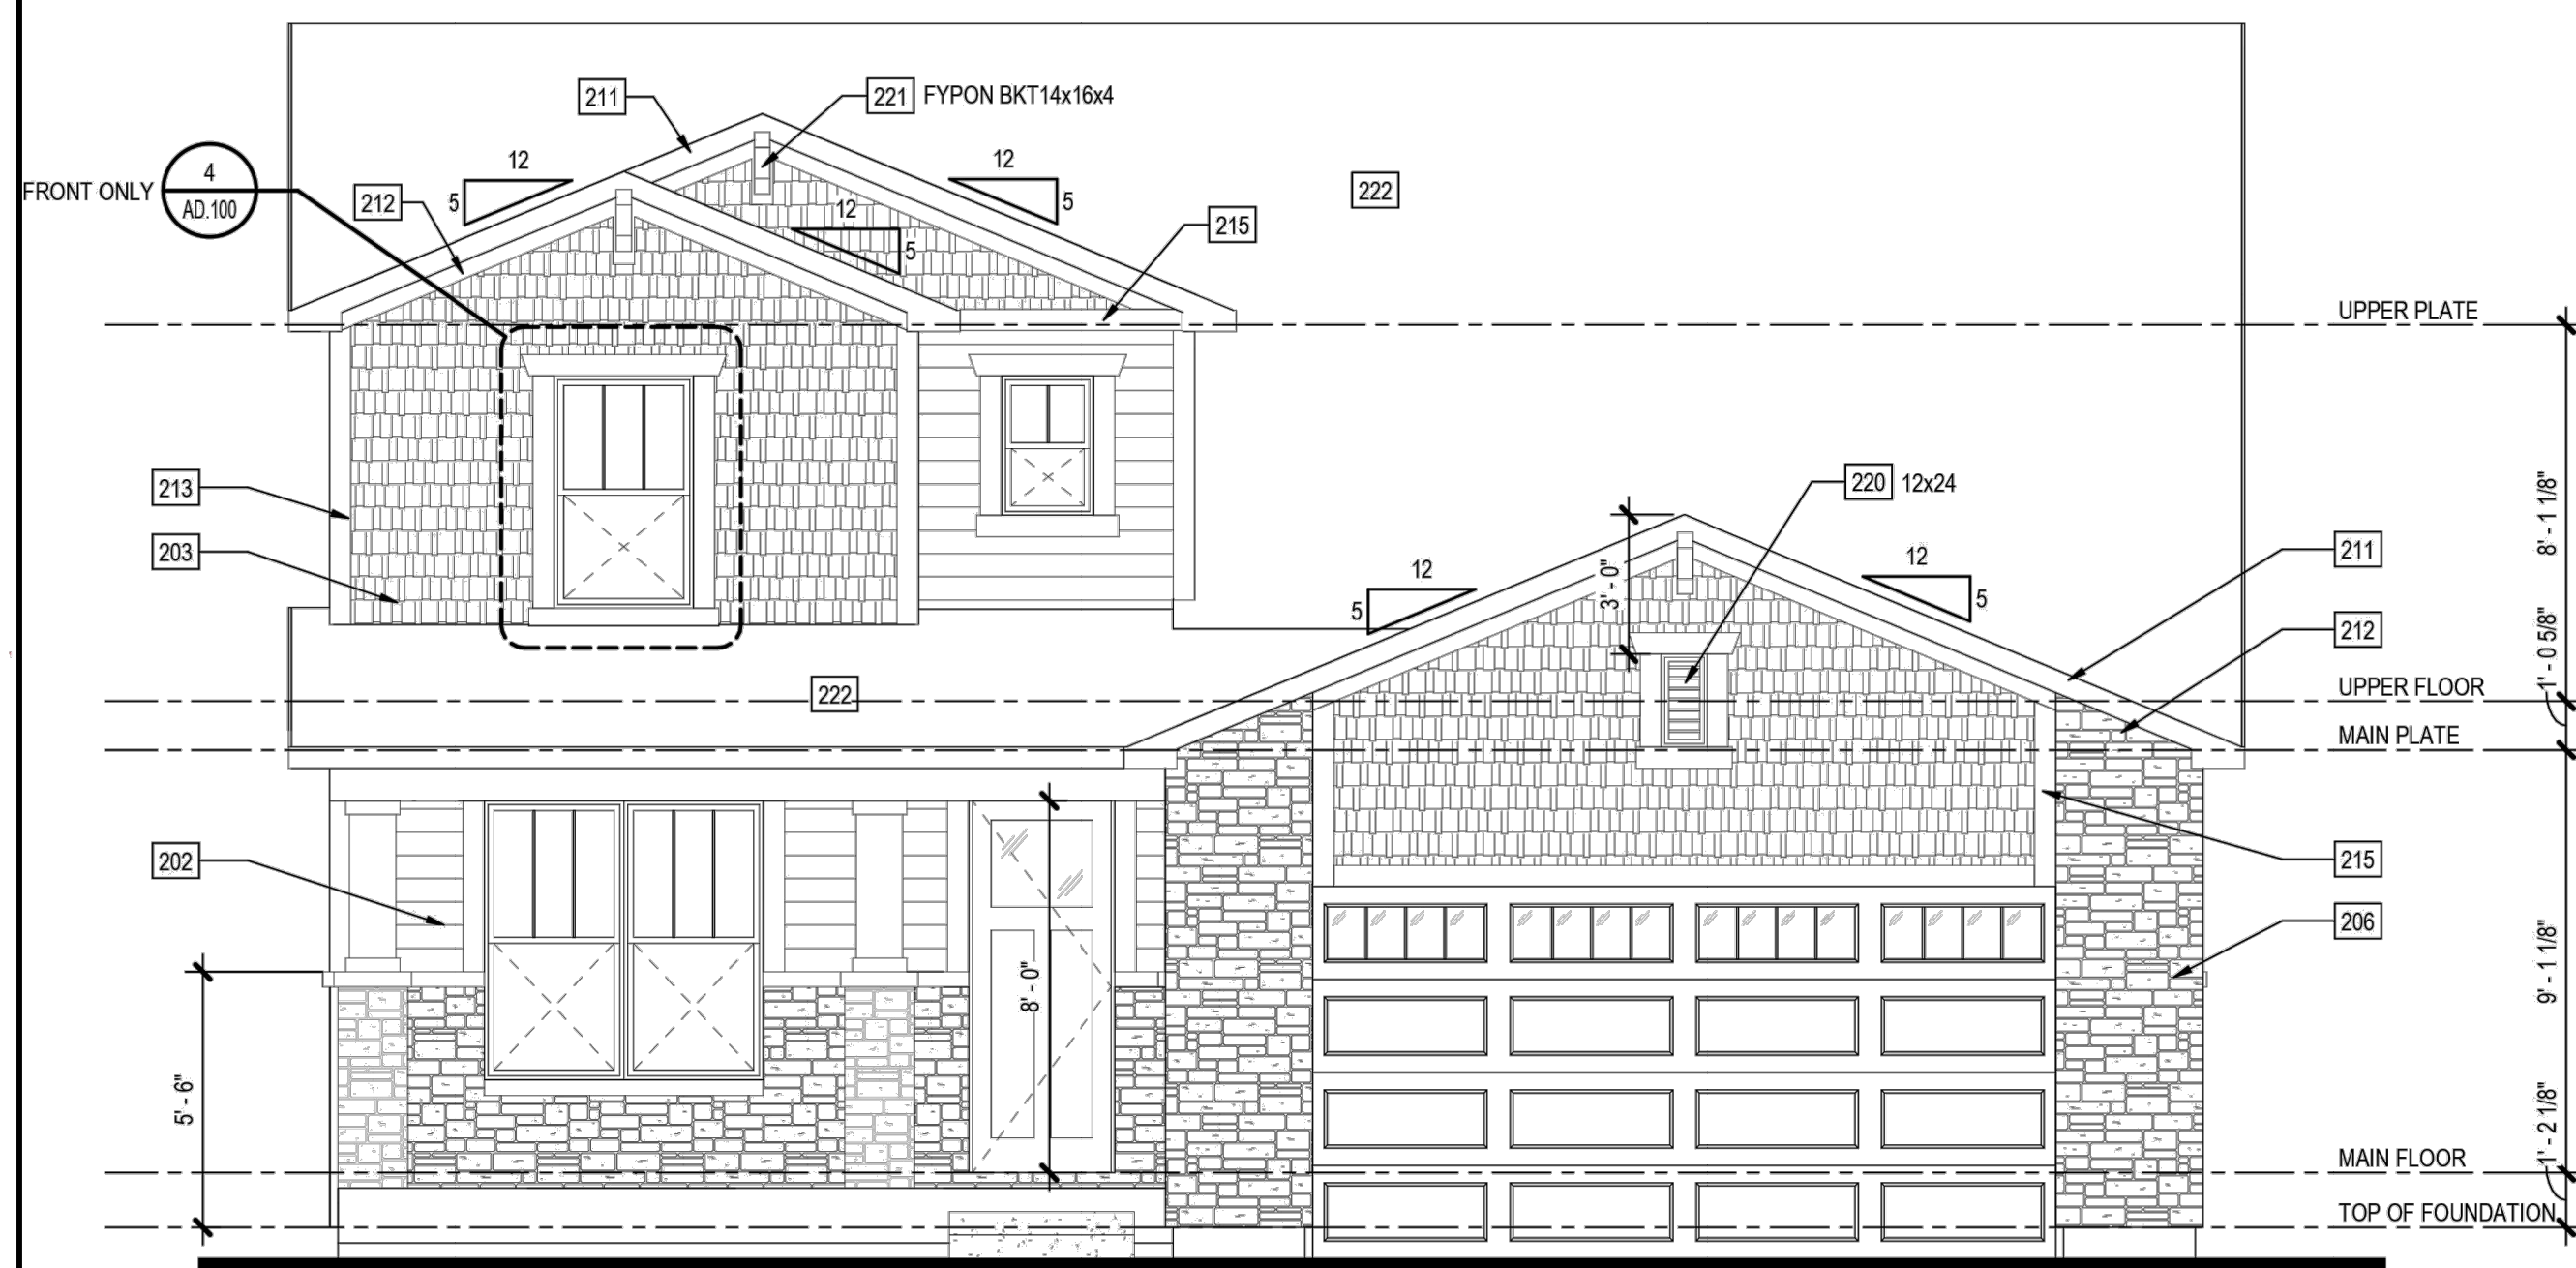 211
221 FYPON BKT14x16x4
FRONT ONLY
4
AD.100
12
5
12
5
222
212
12
5
215
UPPER PLATE
213
203
220 12x24
8' - 1 1/8"
3' - 0"
12
5
12
5
211
212
1' - 0 5/8"
222
UPPER FLOOR
MAIN PLATE
202
215
206
8' - 0"
9' - 1 1/8"
5' - 6"
1' - 2 1/8"
MAIN FLOOR
TOP OF FOUNDATION